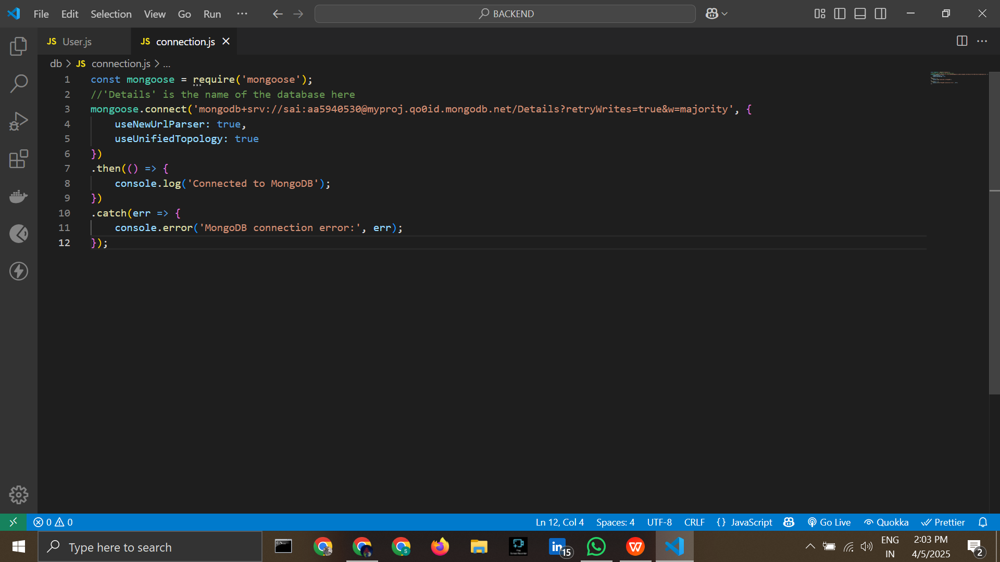 File Edit Selection View Go Run ... BACKEND
JS User.js JS connection.js
db > JS connection.js > ...
1 const mongoose = require('mongoose');
2 //'Details' is the name of the database here
3 mongoose.connect('mongodb+srv://sai:aa5940530@myproj.qo0id.mongodb.net/Details?retryWrites=true&w=majority', {
4 useNewUrlParser: true,
5 useUnifiedTopology: true
6 })
7 .then(() => {
8 console.log('Connected to MongoDB');
9 })
10 .catch(err => {
11 console.error('MongoDB connection error:', err);
12 });
0 0 Ln 12, Col 4 Spaces: 4 UTF-8 CRLF {} JavaScript Go Live Quokka Prettier
Type here to search
S
in 15
W
ENG
IN
2:03 PM
4/5/2025
2